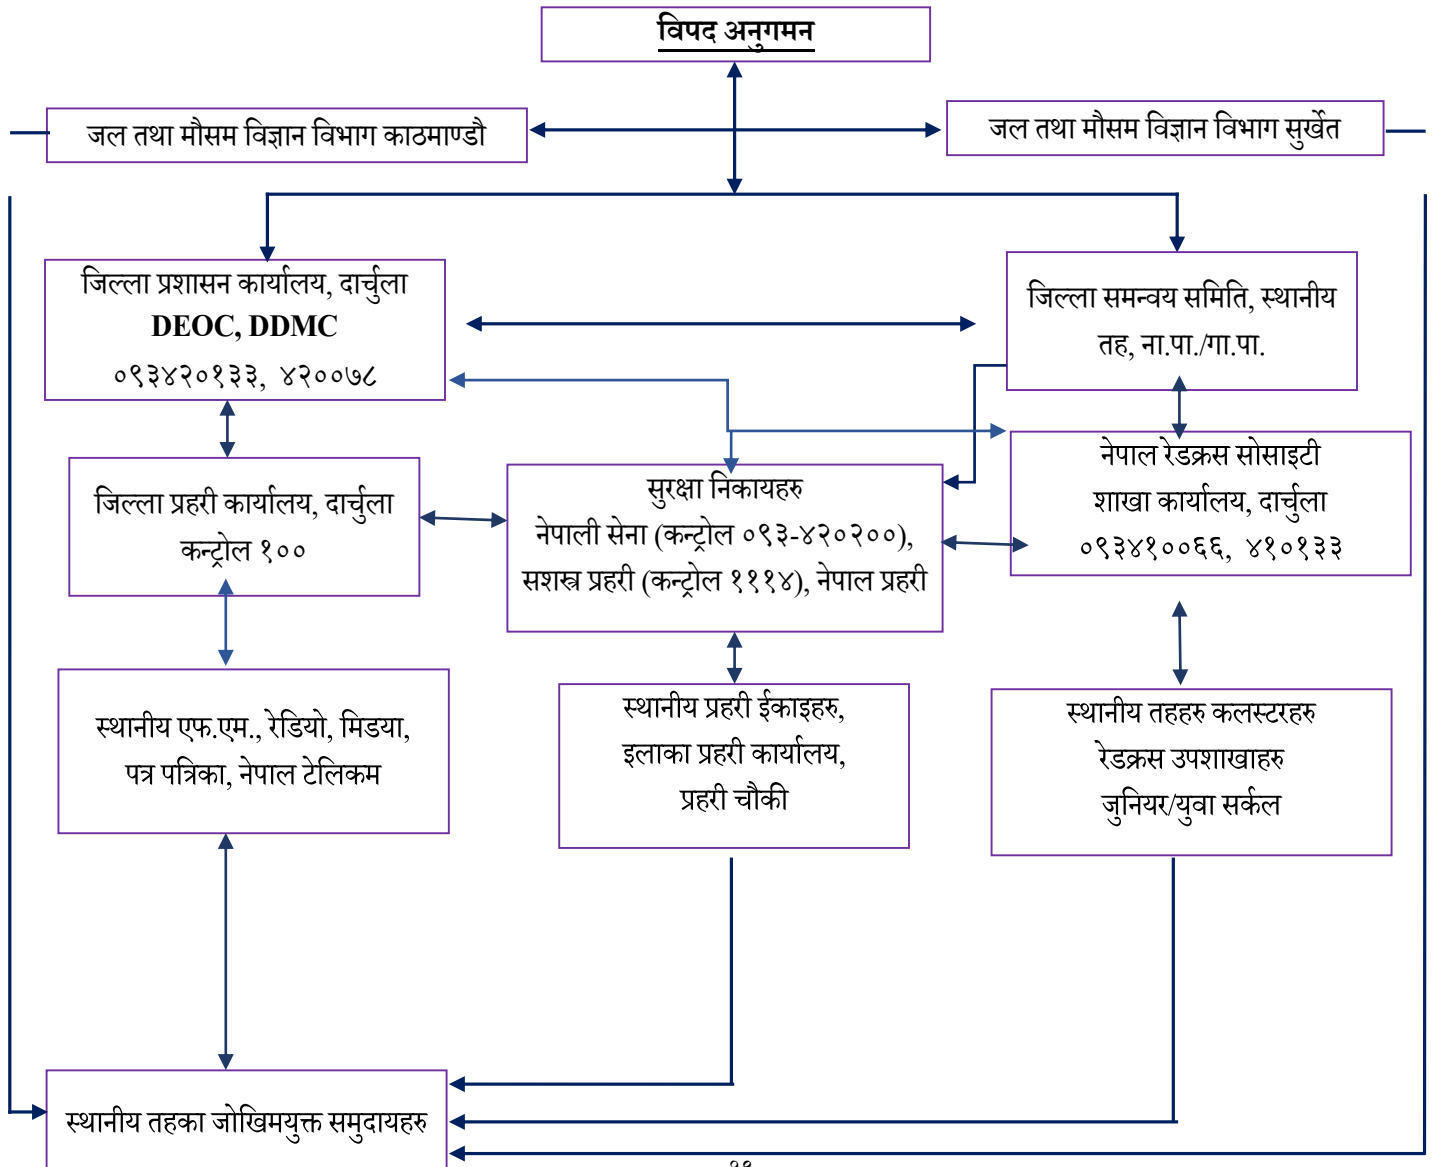 विपद अनुगमन
जल तथा मौसम विज्ञान विभाग काठमाण्डौ
जल तथा मौसम विज्ञान विभाग सुर्खेत
जिल्ला प्रशासन कार्यालय, दार्चुला
DEOC, DDMC
०९३४२०१३३, ४२००७८
जिल्ला समन्वय समिति, स्थानीय
तह, ना.पा./गा.पा.
जिल्ला प्रहरी कार्यालय, दार्चुला
कन्ट्रोल १००
सुरक्षा निकायहरु
नेपाली सेना (कन्ट्रोल ०९३-४२०२००),
सशस्त्र प्रहरी (कन्ट्रोल १११४), नेपाल प्रहरी
नेपाल रेडक्रस सोसाइटी
शाखा कार्यालय, दार्चुला
०९३४१००६६, ४१०१३३
स्थानीय एफ.एम., रेडियो, मिडया,
पत्र पत्रिका, नेपाल टेलिकम
स्थानीय प्रहरी ईकाइहरु,
इलाका प्रहरी कार्यालय,
प्रहरी चौकी
स्थानीय तहहरु कलस्टरहरु
रेडक्रस उपशाखाहरु
जुनियर/युवा सर्कल
स्थानीय तहका जोखिमयुक्त समुदायहरु